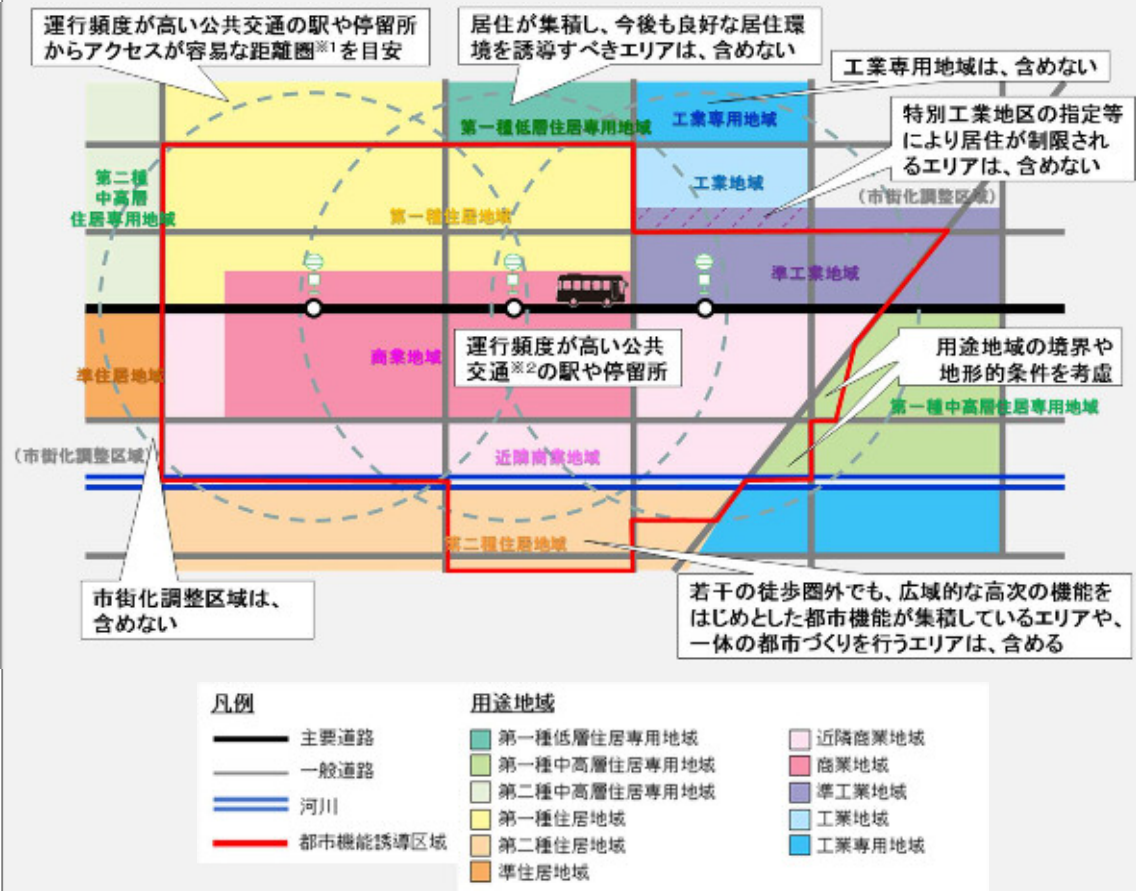 運行頻度が高い公共交通の駅や停留所
からアクセスが容易な距離圏※1を目安
居住が集積し、今後も良好な居住環
境を誘導すべきエリアは、含めない
工業専用地域は、含めない
特別工業地区の指定等
により居住が制限され
るエリアは、含めない
第一種低層住居専用地域
工業専用地域
第二種
中高層
住居専用地域
工業地域
(市街化調整区域)
第一種住居地域
準工業地域
商業地域
運行頻度が高い公共
交通※2の駅や停留所
用途地域の境界や
地形的条件を考慮
準住居地域
第一種中高層住居専用地域
(市街化調整区域)
近隣商業地域
第二種住居地域
市街化調整区域は、
含めない
若干の徒歩圏外でも、広域的な高次の機能を
はじめとした都市機能が集積しているエリアや、
一体の都市づくりを行うエリアは、含める
凡例
主要道路
一般道路
河川
都市機能誘導区域
用途地域
第一種低層住居専用地域
第一種中高層住居専用地域
第二種中高層住居専用地域
第一種住居地域
第二種住居地域
準住居地域
近隣商業地域
商業地域
準工業地域
工業地域
工業専用地域